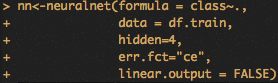 > nn<-neuralnet(formula = class~.,
+ data = df.train,
+ hidden=4,
+ err.fct="ce",
+ linear.output = FALSE)